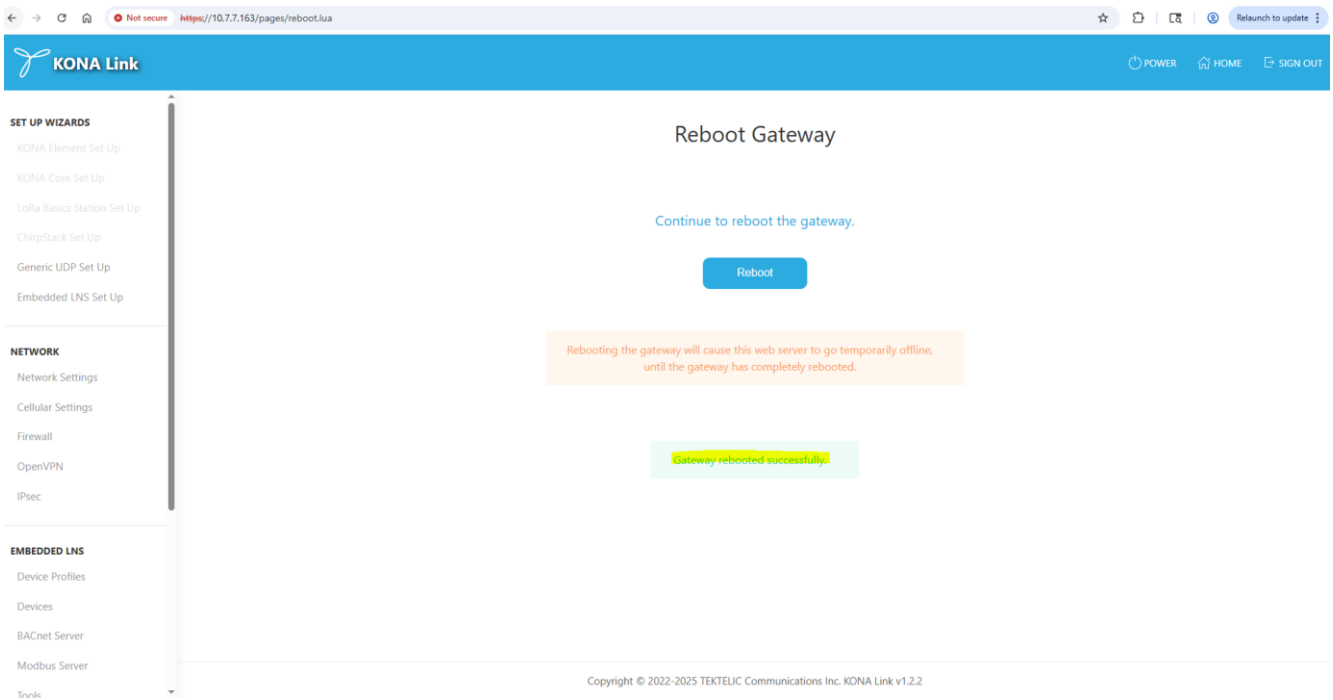 Not secure https://10.7.7.163/pages/reboot.lua Relaunch to update
KONA Link
POWER HOME SIGN OUT
SET UP WIZARDS
KONA Element Set Up
KONA Core Set Up
LoRa Basics Station Set Up
ChirpStack Set Up
Generic UDP Set Up
Embedded LNS Set Up
NETWORK
Network Settings
Cellular Settings
Firewall
OpenVPN
IPsec
EMBEDDED LNS
Device Profiles
Devices
BACnet Server
Modbus Server
Tools
Reboot Gateway
Continue to reboot the gateway.
Reboot
Rebooting the gateway will cause this web server to go temporarily offline,
until the gateway has completely rebooted.
Gateway rebooted successfully.
Copyright © 2022-2025 TEKTELIC Communications Inc. KONA Link v1.2.2